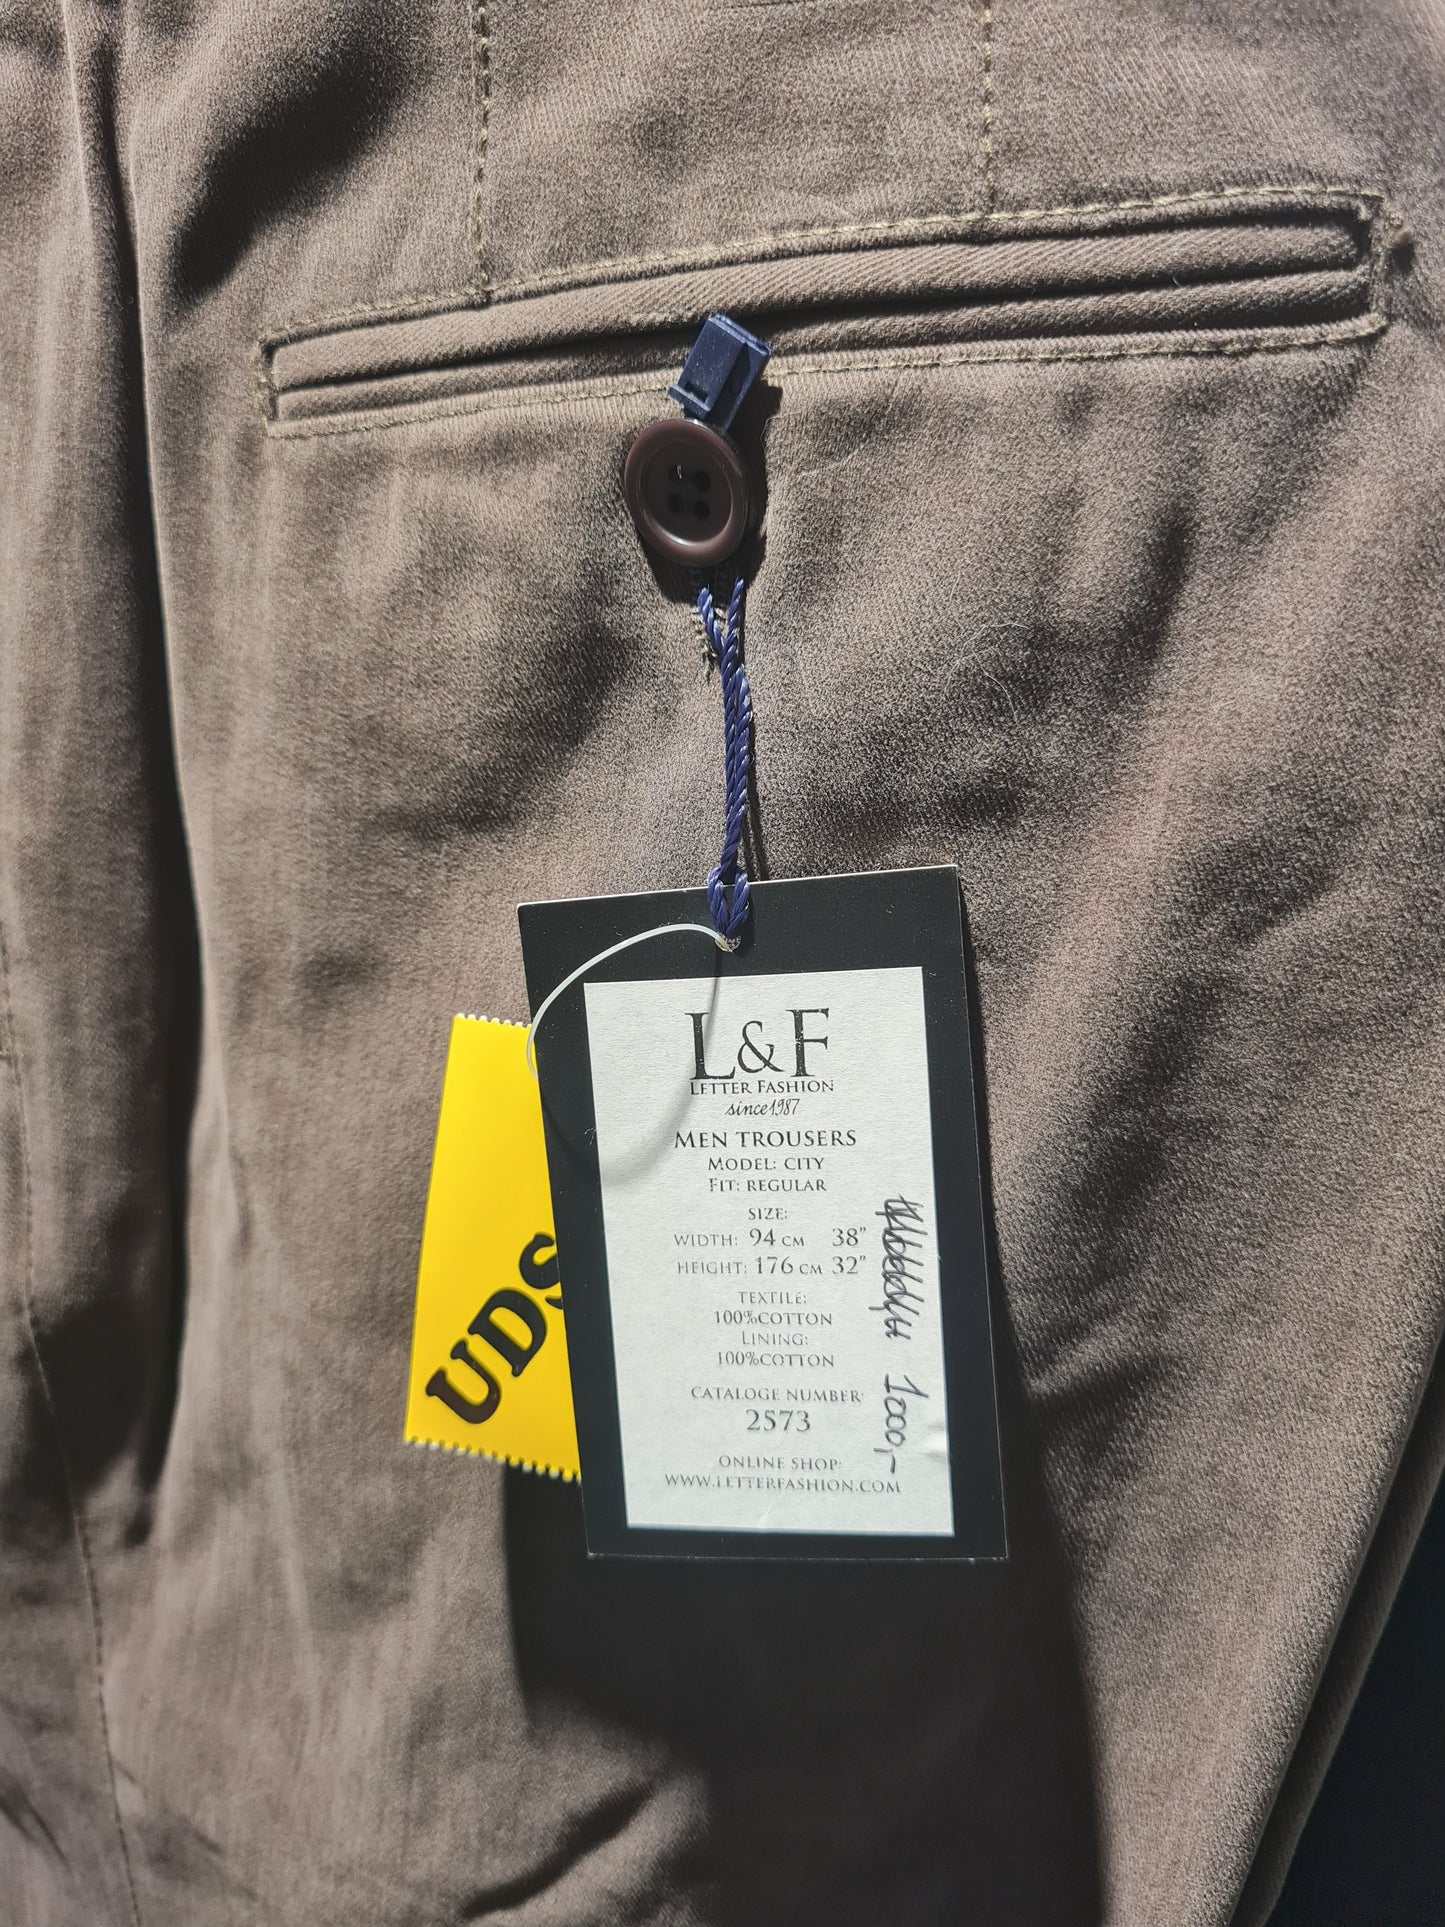 L&F
LETTER FASHION
since1987
MEN TROUSERS
MODEL: CITY
FIT: REGULAR
SIZE:
WIDTH: 94 CM 38”
HEIGHT: 176 CM 32”
TEXTILE:
100%COTTON
LINING:
100%COTTON
CATALOGE NUMBER:
2573
ONLINE SHOP:
WWW.LETTERFASHION.COM
1000,-
UDS